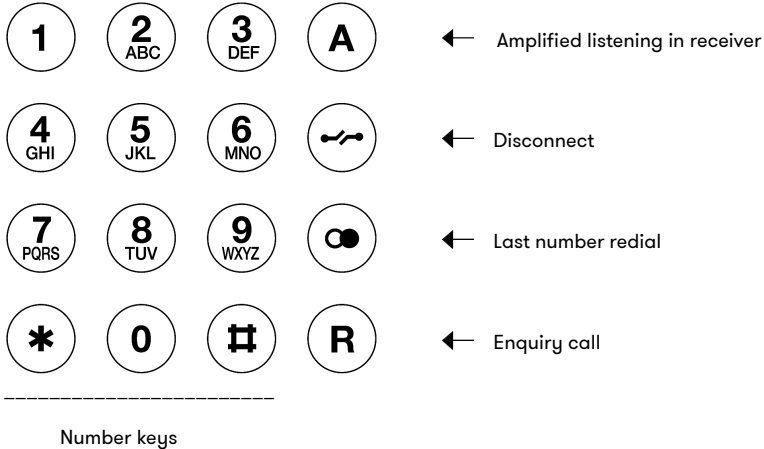 1 2 3 A Amplified listening in receiver
ABC DEF
4 5 6 Disconnect
GHI JKL MNO
7 8 9 Last number redial
PQRS TUV WXYZ
* 0 # R Enquiry call
Number keys